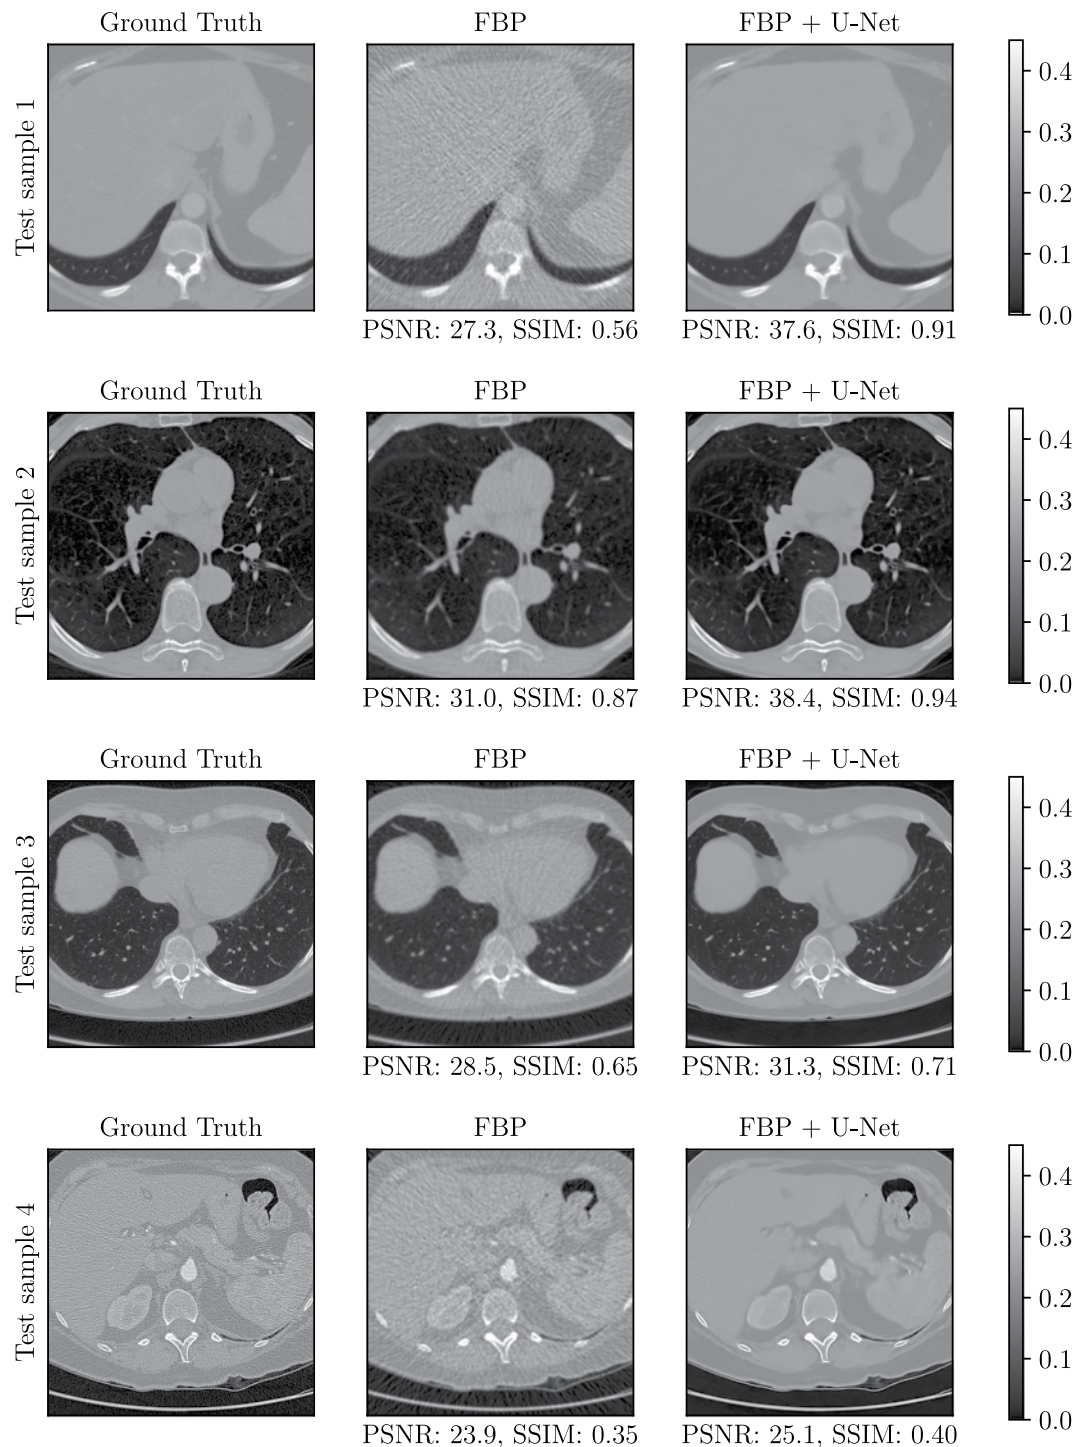 Ground Truth
FBP
FBP + U-Net
Test sample 1
0.4
0.3
0.2
0.1
0.0
PSNR: 27.3, SSIM: 0.56
PSNR: 37.6, SSIM: 0.91
Ground Truth
FBP
FBP + U-Net
Test sample 2
0.4
0.3
0.2
0.1
0.0
PSNR: 31.0, SSIM: 0.87
PSNR: 38.4, SSIM: 0.94
Ground Truth
FBP
FBP + U-Net
Test sample 3
0.4
0.3
0.2
0.1
0.0
PSNR: 28.5, SSIM: 0.65
PSNR: 31.3, SSIM: 0.71
Ground Truth
FBP
FBP + U-Net
Test sample 4
0.4
0.3
0.2
0.1
0.0
PSNR: 23.9, SSIM: 0.35
PSNR: 25.1, SSIM: 0.40